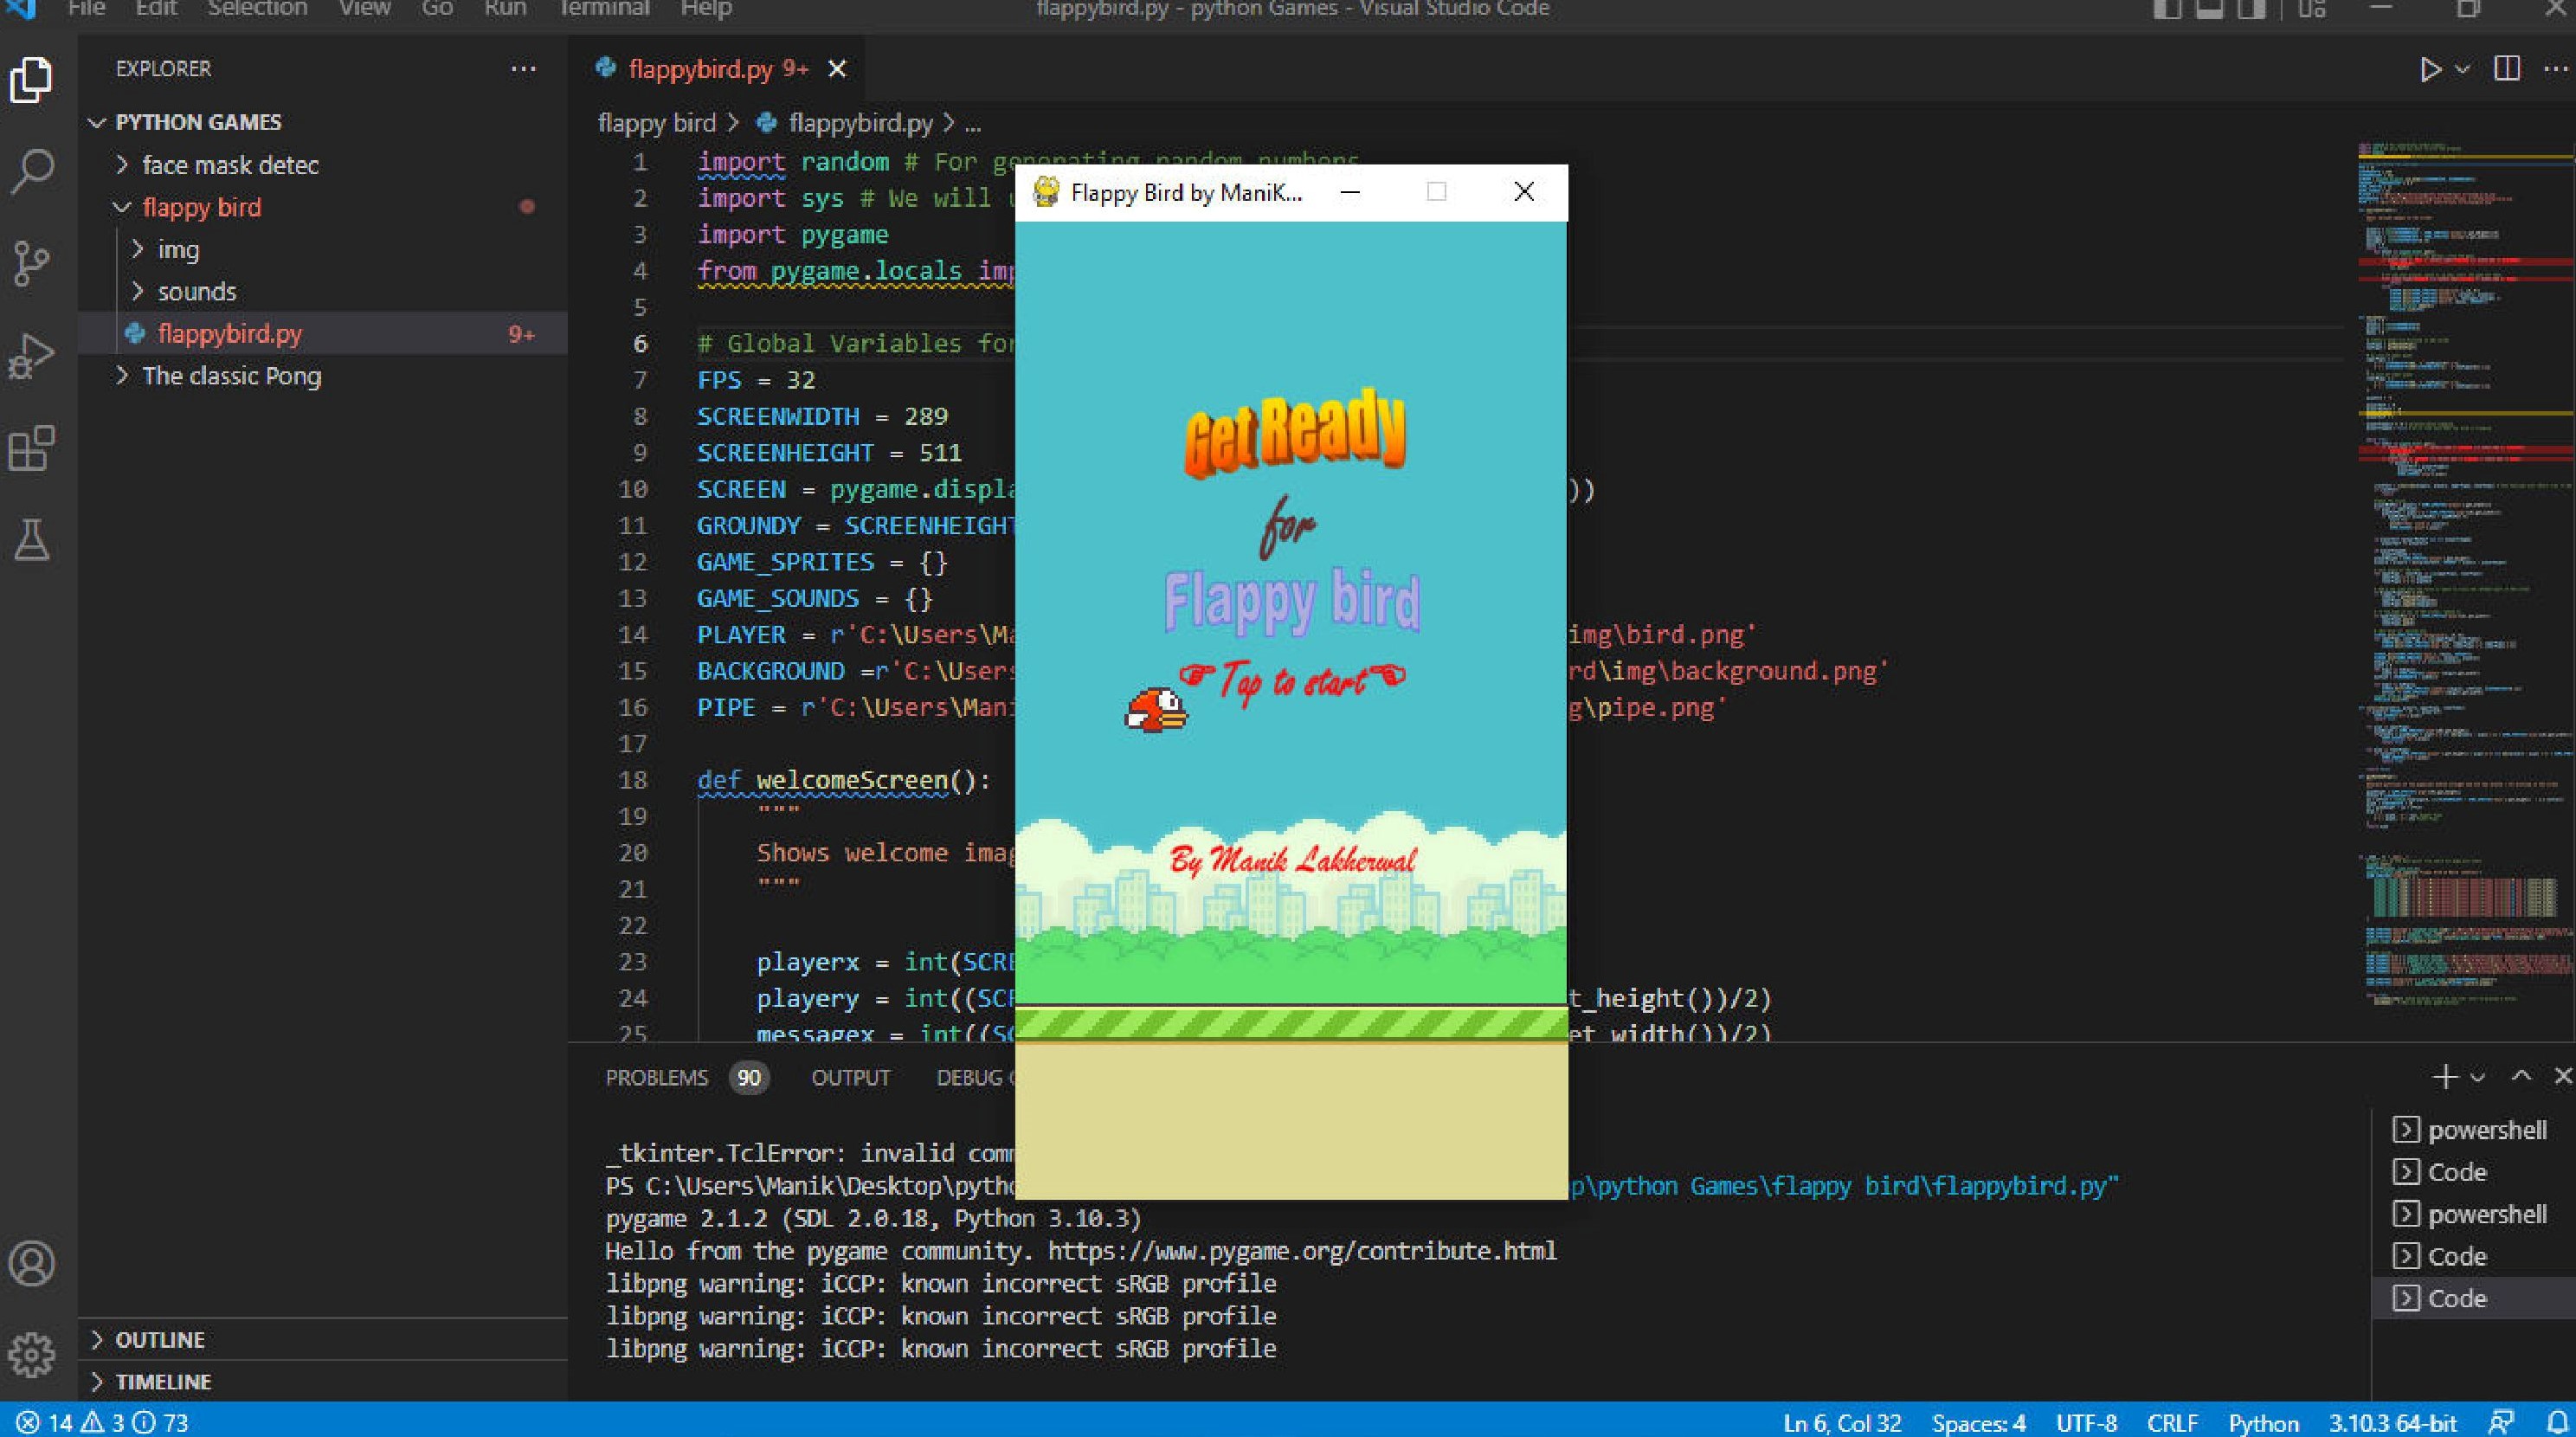 File Edit Selection View Go Run Terminal Help
flappybird.py - python Games - Visual Studio Code
EXPLORER
PYTHON GAMES
face mask detec
flappy bird
img
sounds
flappybird.py 9+
The classic Pong
OUTLINE
TIMELINE
flappybird.py 9+
flappy bird > flappybird.py > ...
1 import random # For generating random numbers
2 import sys # We will
3 import pygame
4 from pygame.locals imp
5
6 # Global Variables for
7 FPS = 32
8 SCREENWIDTH = 289
9 SCREENHEIGHT = 511
10 SCREEN = pygame.displa ))
11 GROUNDY = SCREENHEIGHT
12 GAME_SPRITES = {}
13 GAME_SOUNDS = {}
14 PLAYER = r'C:\Users\Ma img\bird.png'
15 BACKGROUND =r'C:\Users rd\img\background.png'
16 PIPE = r'C:\Users\Mani g\pipe.png'
17
18 def welcomeScreen():
19 """
20 Shows welcome imag
21 """
22
23 playerx = int(SCRE
24 playery = int((SCR t_height())/2)
25 messagex = int((SC et_width())/2)
Flappy Bird by ManiK...
Get Ready
for
Flappy bird
Tap to start
By Manik Lakherwal
PROBLEMS 90 OUTPUT DEBUG
_tkinter.TclError: invalid comm
PS C:\Users\Manik\Desktop\pytho p\python Games\flappy bird\flappybird.py"
pygame 2.1.2 (SDL 2.0.18, Python 3.10.3)
Hello from the pygame community. https://www.pygame.org/contribute.html
libpng warning: iCCP: known incorrect sRGB profile
libpng warning: iCCP: known incorrect sRGB profile
libpng warning: iCCP: known incorrect sRGB profile
powershell
Code
powershell
Code
Code
14 3 73
Ln 6, Col 32 Spaces: 4 UTF-8 CRLF Python 3.10.3 64-bit